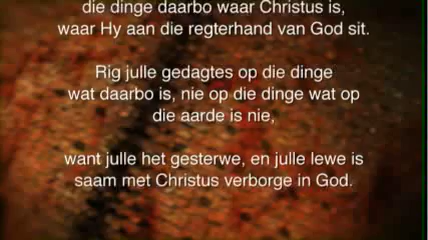 die dinge daarbo waar Christus is,
waar Hy aan die regterhand van God sit.
Rig julle gedagtes op die dinge
wat daarbo is, nie op die dinge wat op
die aarde is nie,
want julle het gesterwe, en julle lewe is
saam met Christus verborge in God.